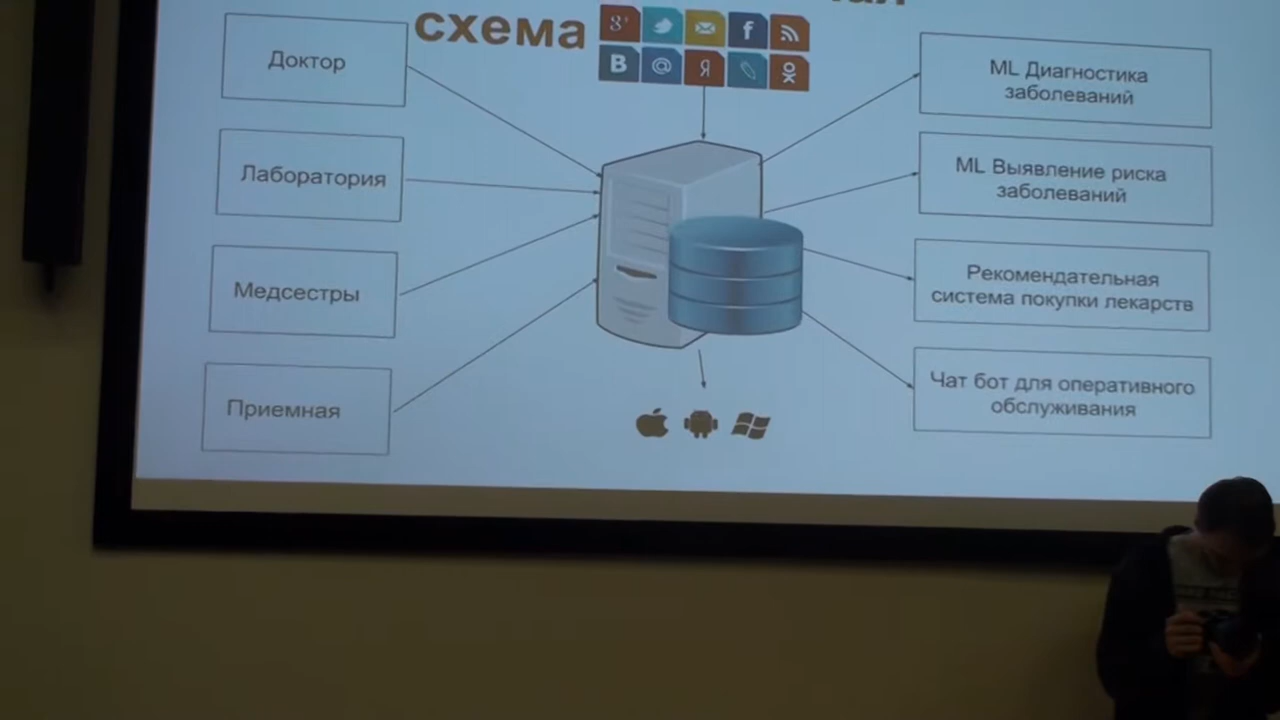 схема
Доктор
Лаборатория
Медсестры
Приемная
ML Диагностика
заболеваний
ML Выявление риска
заболеваний
Рекомендательная
система покупки лекарств
Чат бот для оперативного
обслуживания